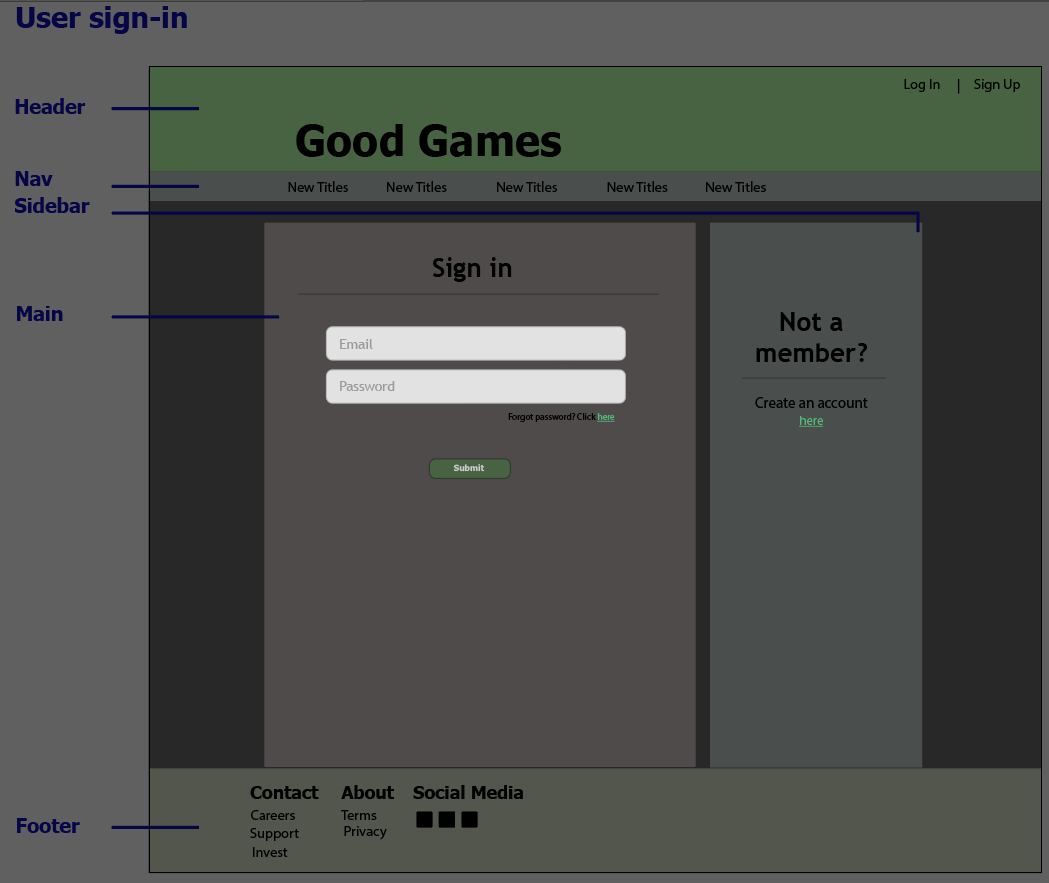 User sign-in
Log In | Sign Up
Header
Good Games
Nav
New Titles New Titles New Titles New Titles New Titles
Sidebar
Sign in
Main
Email
Password
Forgot password? Click here
Submit
Not a
member?
Create an account
here
Contact
Careers
Support
Invest
About
Terms
Privacy
Social Media
Footer